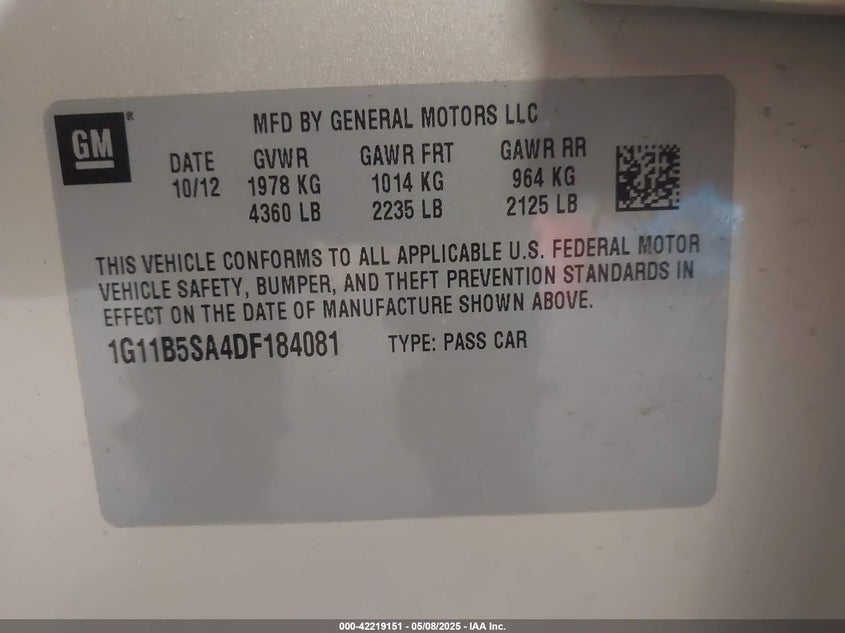 GM ®
MFD BY GENERAL MOTORS LLC
DATE GVWR GAWR FRT GAWR RR
10/12 1978 KG 1014 KG 964 KG
4360 LB 2235 LB 2125 LB
THIS VEHICLE CONFORMS TO ALL APPLICABLE U.S. FEDERAL MOTOR
VEHICLE SAFETY, BUMPER, AND THEFT PREVENTION STANDARDS IN
EFFECT ON THE DATE OF MANUFACTURE SHOWN ABOVE.
1G11B5SA4DF184081 TYPE: PASS CAR
000-42219151 - 05/08/2025 - IAA Inc.